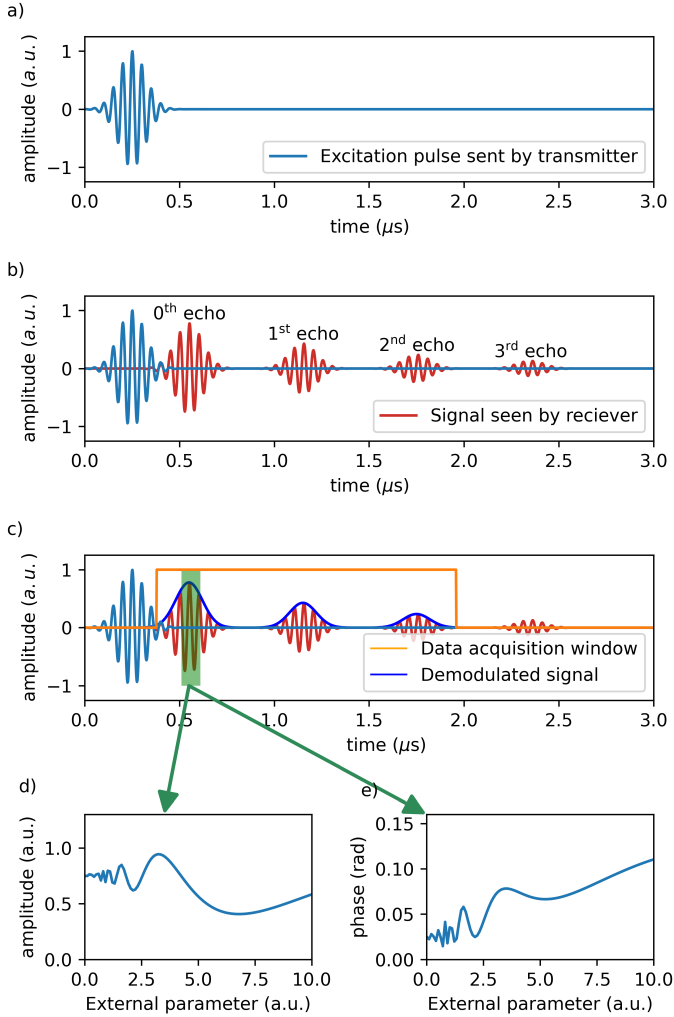 a)
amplitude (a.u.)
1
0
−1
Excitation pulse sent by transmitter
0.0 0.5 1.0 1.5 2.0 2.5 3.0
time (μs)
b)
amplitude (a.u.)
1
0
−1
0th echo
1st echo
2nd echo
3rd echo
Signal seen by reciever
0.0 0.5 1.0 1.5 2.0 2.5 3.0
time (μs)
c)
amplitude (a.u.)
1
0
−1
Data acquisition window
Demodulated signal
0.0 0.5 1.0 1.5 2.0 2.5 3.0
time (μs)
d)
amplitude (a.u.)
1.0
0.5
0.0
0.0 2.5 5.0 7.5 10.0
External parameter (a.u.)
e)
phase (rad)
0.15
0.10
0.05
0.00
0.0 2.5 5.0 7.5 10.0
External parameter (a.u.)